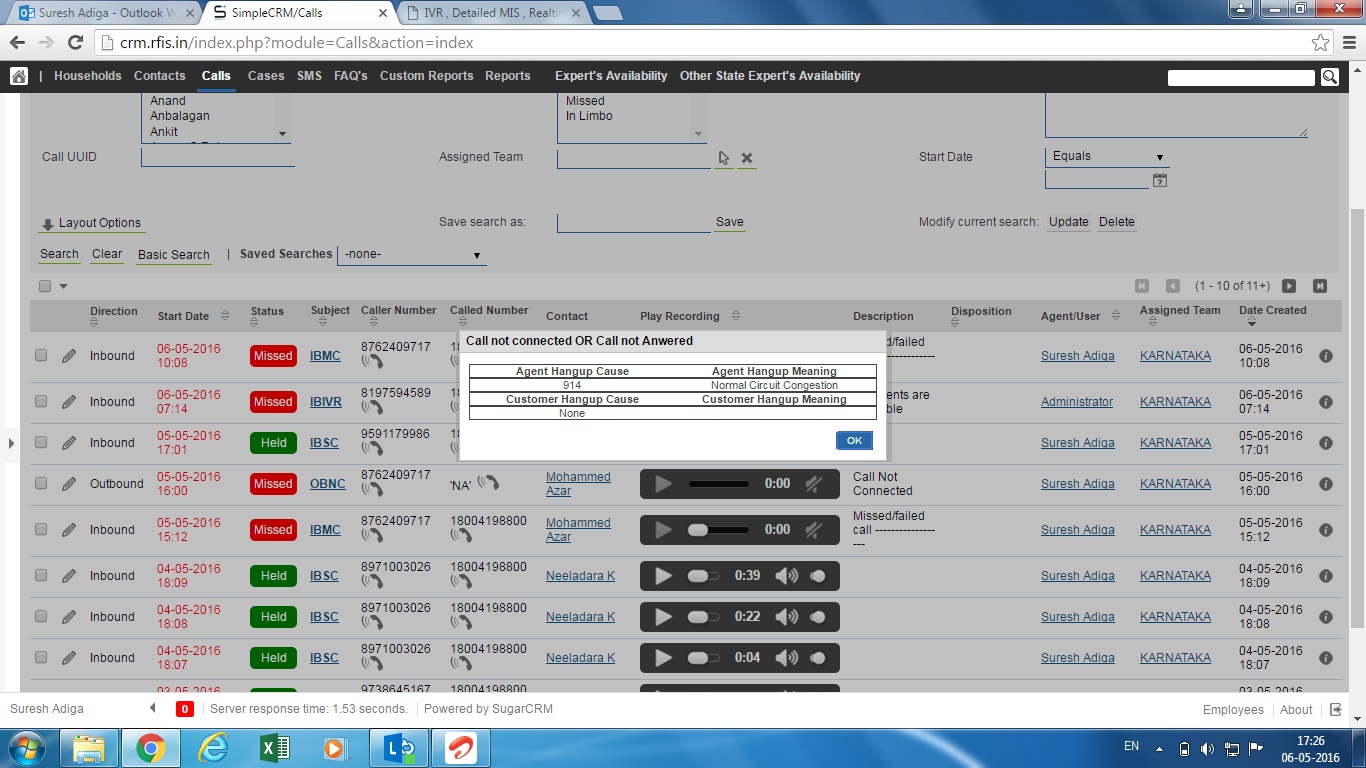 Suresh Adiga - Outlook W
SimpleCRM/Calls
IVR , Detailed MIS , Realtim
crm.rfis.in/index.php?module=Calls&action=index
| Households Contacts Calls Cases SMS FAQ's Custom Reports Reports Expert's Availability Other State Expert's Availability
Anand
Anbalagan
Ankit
Missed
In Limbo
Call UUID
Assigned Team
Start Date
Equals
7
Layout Options
Save search as:
Save
Modify current search: Update Delete
Search Clear Basic Search | Saved Searches -none-
(1 - 10 of 11+)
Direction Start Date Status Subject Caller Number Called Number Contact Play Recording Description Disposition Agent/User Assigned Team Date Created
Call not connected OR Call not Anwered
Agent Hangup Cause Agent Hangup Meaning
914 Normal Circuit Congestion
Customer Hangup Cause Customer Hangup Meaning
None
OK
Inbound 06-05-2016 10:08 Missed IBMC 8762409717 18 d/failed -------------- Suresh Adiga KARNATAKA 06-05-2016 10:08
Inbound 06-05-2016 07:14 Missed IBIVR 8197594589 ents are ble Administrator KARNATAKA 06-05-2016 07:14
Inbound 05-05-2016 17:01 Held IBSC 9591179986 Suresh Adiga KARNATAKA 05-05-2016 17:01
Outbound 05-05-2016 16:00 Missed OBNC 8762409717 'NA' Mohammed Azar 0:00 Call Not Connected Suresh Adiga KARNATAKA 05-05-2016 16:00
Inbound 05-05-2016 15:12 Missed IBMC 8762409717 18004198800 Mohammed Azar 0:00 Missed/failed call ------------------- Suresh Adiga KARNATAKA 05-05-2016 15:12
Inbound 04-05-2016 18:09 Held IBSC 8971003026 18004198800 Neeladara K 0:39 Suresh Adiga KARNATAKA 04-05-2016 18:09
Inbound 04-05-2016 18:08 Held IBSC 8971003026 18004198800 Neeladara K 0:22 Suresh Adiga KARNATAKA 04-05-2016 18:08
Inbound 04-05-2016 18:07 Held IBSC 8971003026 18004198800 Neeladara K 0:04 Suresh Adiga KARNATAKA 04-05-2016 18:07
03-05-2016 9738645167 18004198800 03-05-2016
Suresh Adiga 0 Server response time: 1.53 seconds. Powered by SugarCRM Employees About
EN 17:26
06-05-2016